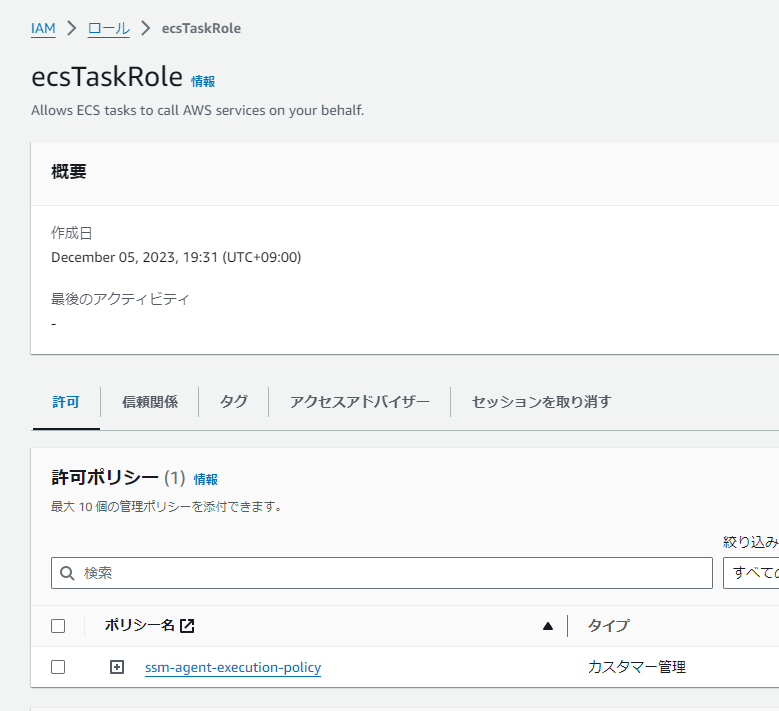 IAM > ロール > ecsTaskRole
ecsTaskRole 情報
Allows ECS tasks to call AWS services on your behalf.
概要
作成日
December 05, 2023, 19:31 (UTC+09:00)
最後のアクティビティ
-
許可 信頼関係 タグ アクセスアドバイザー セッションを取り消す
許可ポリシー (1) 情報
最大 10 個の管理ポリシーを添付できます。
絞り込み
検索 すべての
ポリシー名 タイプ
ssm-agent-execution-policy カスタマー管理